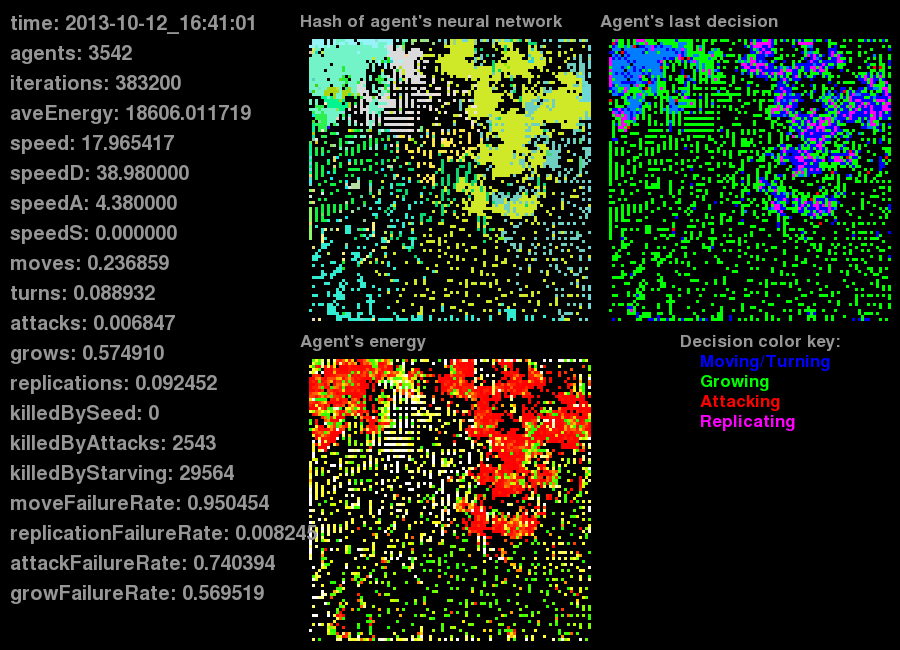 time: 2013-10-12_16:41:01
agents: 3542
iterations: 383200
aveEnergy: 18606.011719
speed: 17.965417
speedD: 38.980000
speedA: 4.380000
speedS: 0.000000
moves: 0.236859
turns: 0.088932
attacks: 0.006847
grows: 0.574910
replications: 0.092452
killedBySeed: 0
killedByAttacks: 2543
killedByStarving: 29564
moveFailureRate: 0.950454
replicationFailureRate: 0.008245
attackFailureRate: 0.740394
growFailureRate: 0.569519
Hash of agent's neural network
Agent's last decision
Agent's energy
Decision color key:
Moving/Turning
Growing
Attacking
Replicating